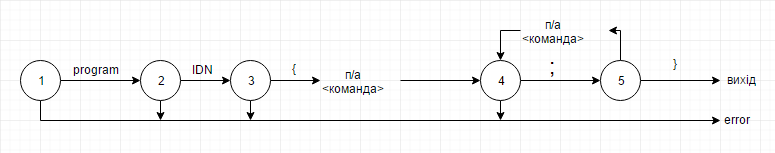 п/а
<команда>
program
IDN
{
п/а
<команда>
;
}
1
2
3
4
5
вихід
error